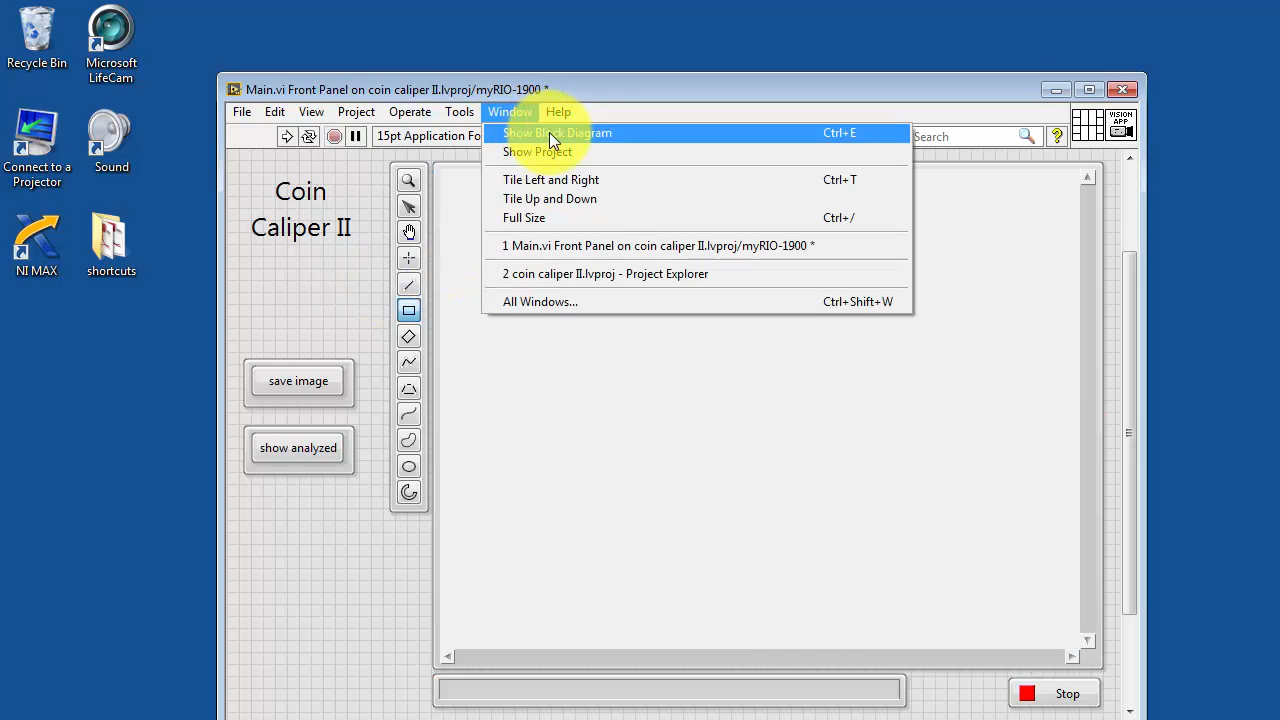 Recycle Bin
Microsoft
LifeCam
Connect to a
Projector
Sound
NI MAX
shortcuts
Main.vi Front Panel on coin caliper II.lvproj/myRIO-1900 *
File Edit View Project Operate Tools Window Help
15pt Application Fo
Search
?
VISION
APP
Show Block Diagram Ctrl+E
Show Project
Tile Left and Right Ctrl+T
Tile Up and Down
Full Size Ctrl+/
1 Main.vi Front Panel on coin caliper II.lvproj/myRIO-1900 *
2 coin caliper II.lvproj - Project Explorer
All Windows... Ctrl+Shift+W
Coin
Caliper II
save image
show analyzed
Stop